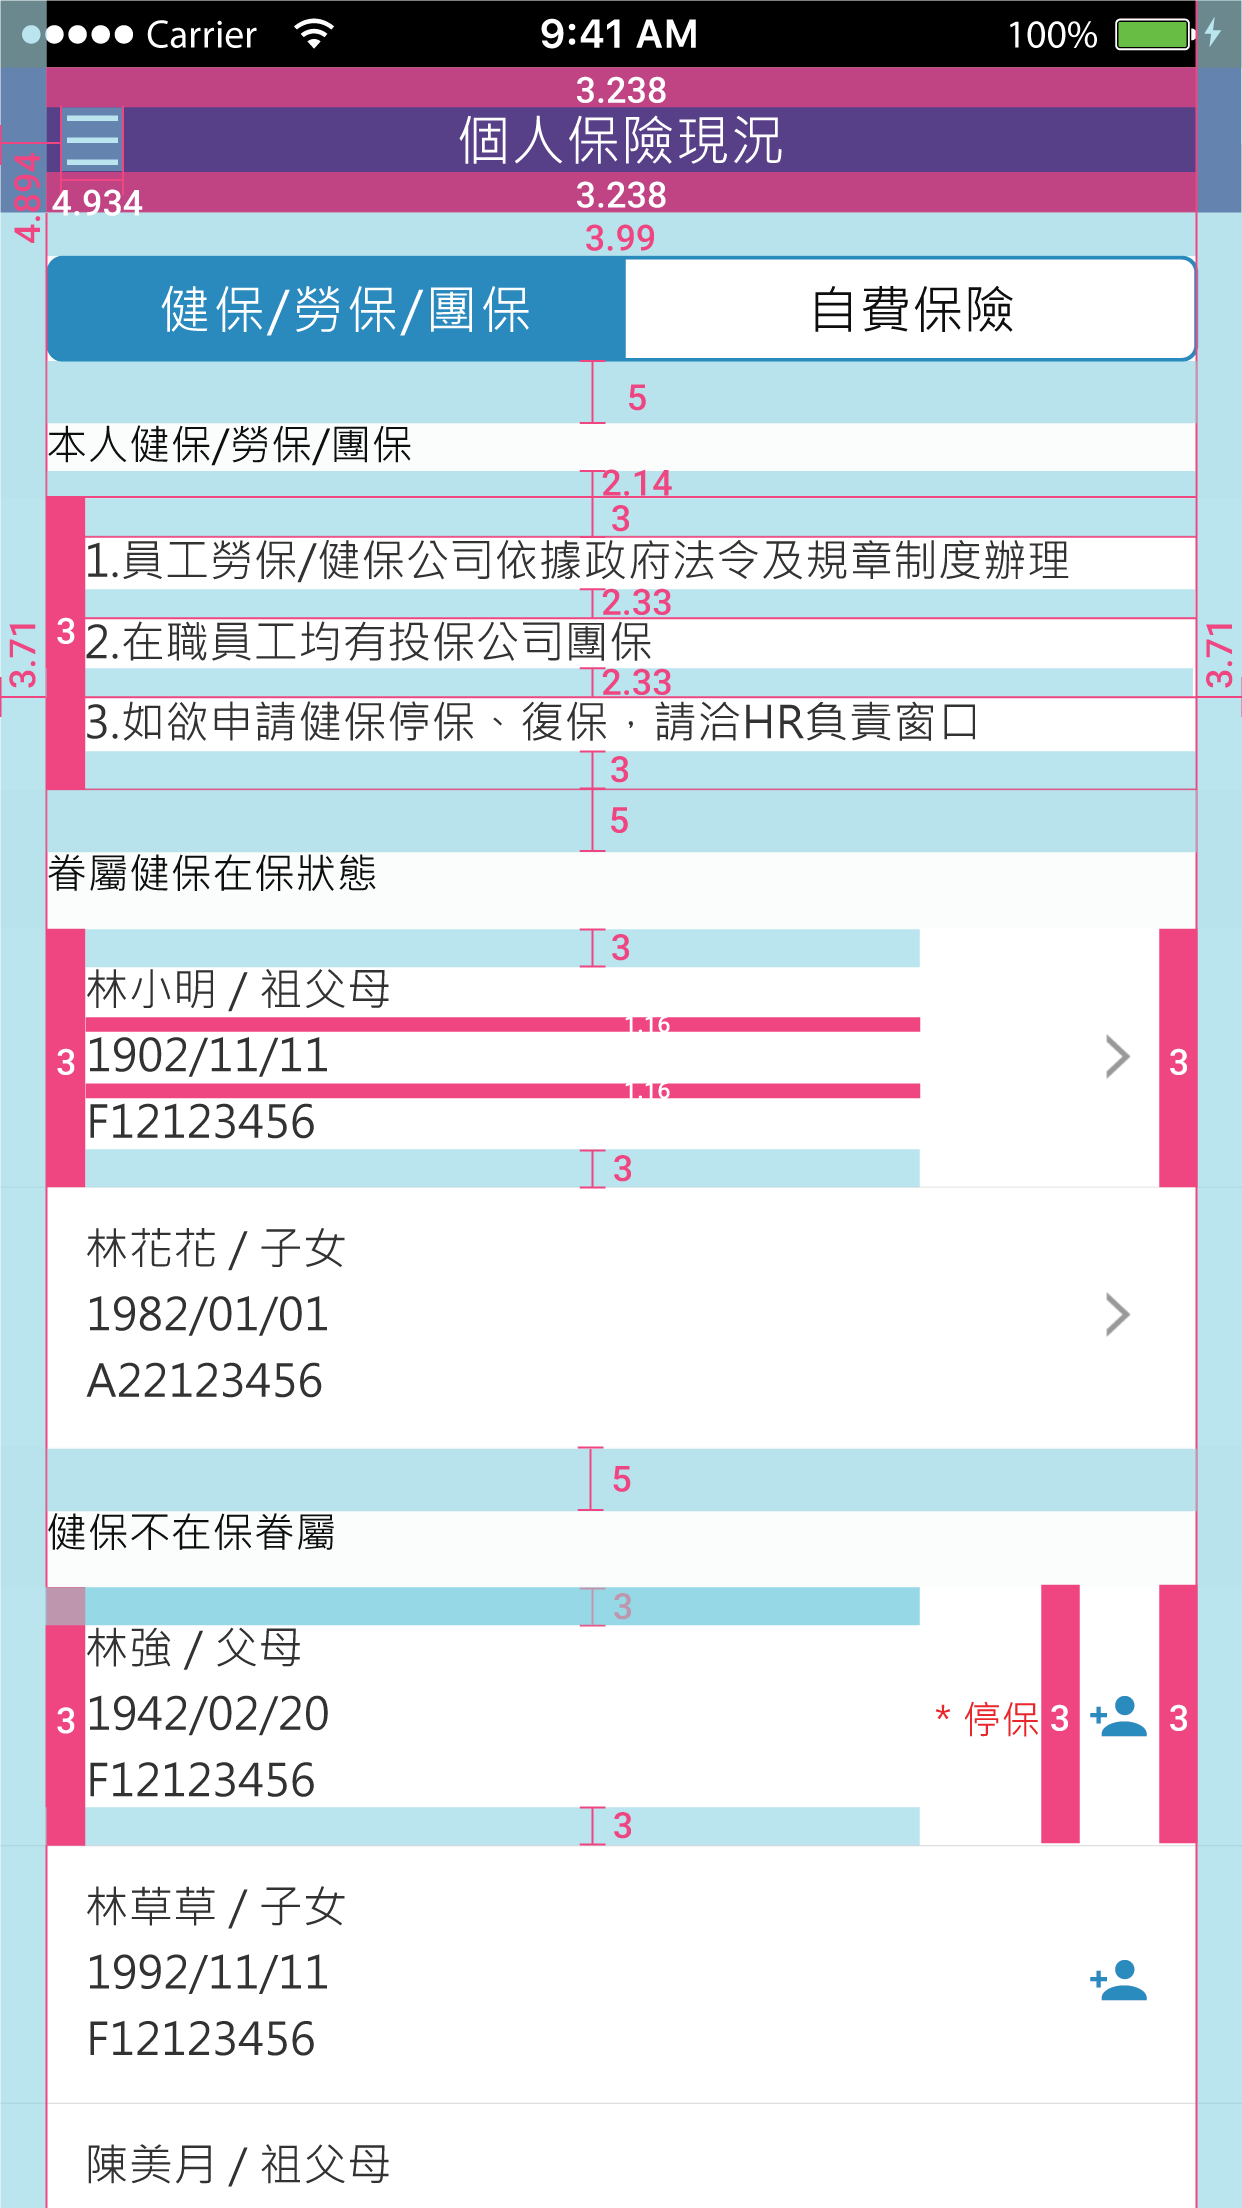 Carrier 9:41 AM 100%
3.238
個人保險現況
4.894
4.934
3.238
3.99
健保/勞保/團保 自費保險
5
本人健保/勞保/團保
2.14
3
1.員工勞保/健保公司依據政府法令及規章制度辦理
2.33
3.71 3 2.在職員工均有投保公司團保 3.71
2.33
3.如欲申請健保停保、復保，請洽HR負責窗口
3
5
眷屬健保在保狀態
3
林小明 / 祖父母
1.16
3 1902/11/11 3
1.16
F12123456
3
林花花 / 子女
1982/01/01
A22123456
5
健保不在保眷屬
3
林強 / 父母
3 1942/02/20 * 停保 3 3
F12123456
3
林草草 / 子女
1992/11/11
F12123456
陳美月 / 祖父母